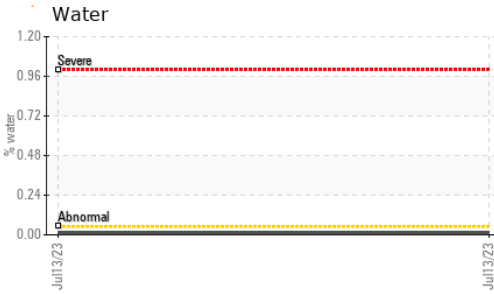 Water
1.20
Severe
0.96
0.72
% water
0.48
0.24
Abnormal
0.00
Jul13/23
Jul13/23